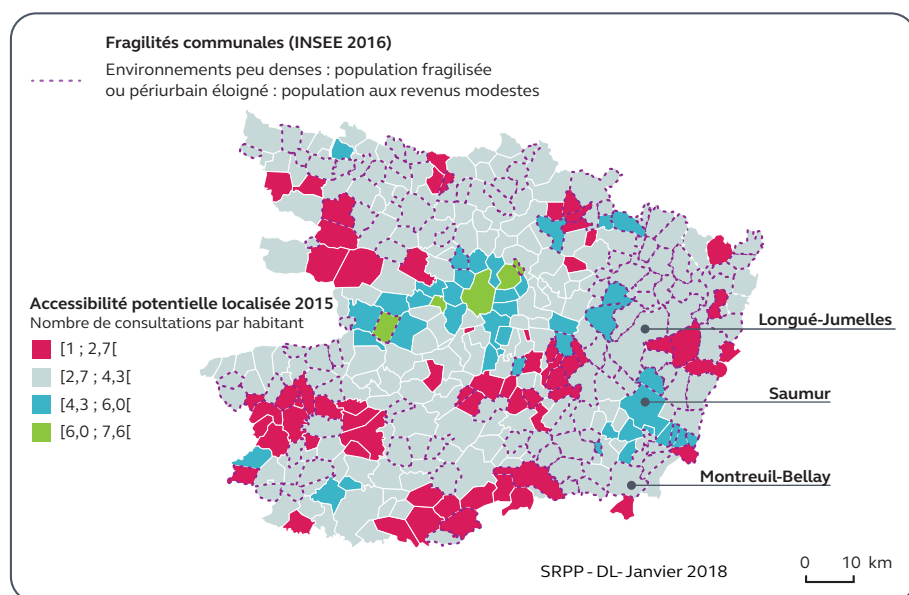 Fragilités communales (INSEE 2016)
Environnements peu denses : population fragilisée
ou périurbain éloigné : population aux revenus modestes
Accessibilité potentielle localisée 2015
Nombre de consultations par habitant
[1 ; 2,7[
[2,7 ; 4,3[
[4,3 ; 6,0[
[6,0 ; 7,6[
Longué-Jumelles
Saumur
Montreuil-Bellay
SRPP - DL- Janvier 2018
0 10 km